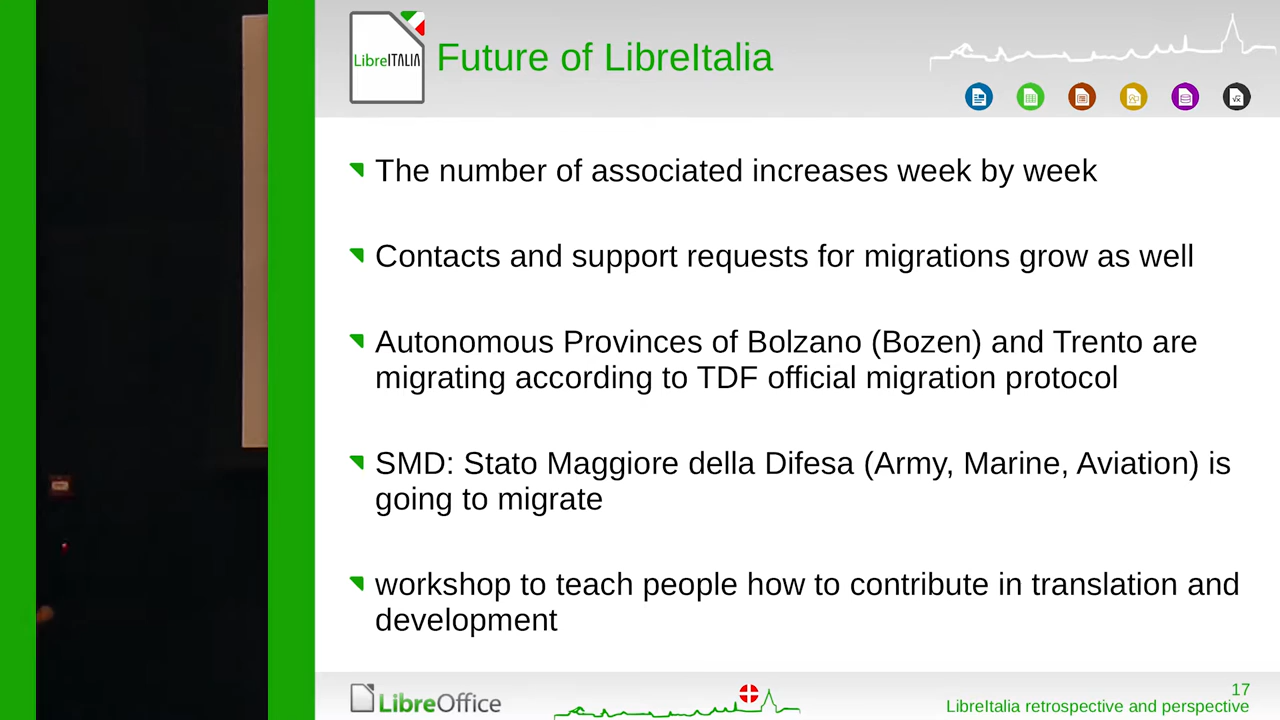 LibreITALIA
Future of LibreItalia
The number of associated increases week by week
Contacts and support requests for migrations grow as well
Autonomous Provinces of Bolzano (Bozen) and Trento are
migrating according to TDF official migration protocol
SMD: Stato Maggiore della Difesa (Army, Marine, Aviation) is
going to migrate
workshop to teach people how to contribute in translation and
development
LibreOffice
17
LibreItalia retrospective and perspective